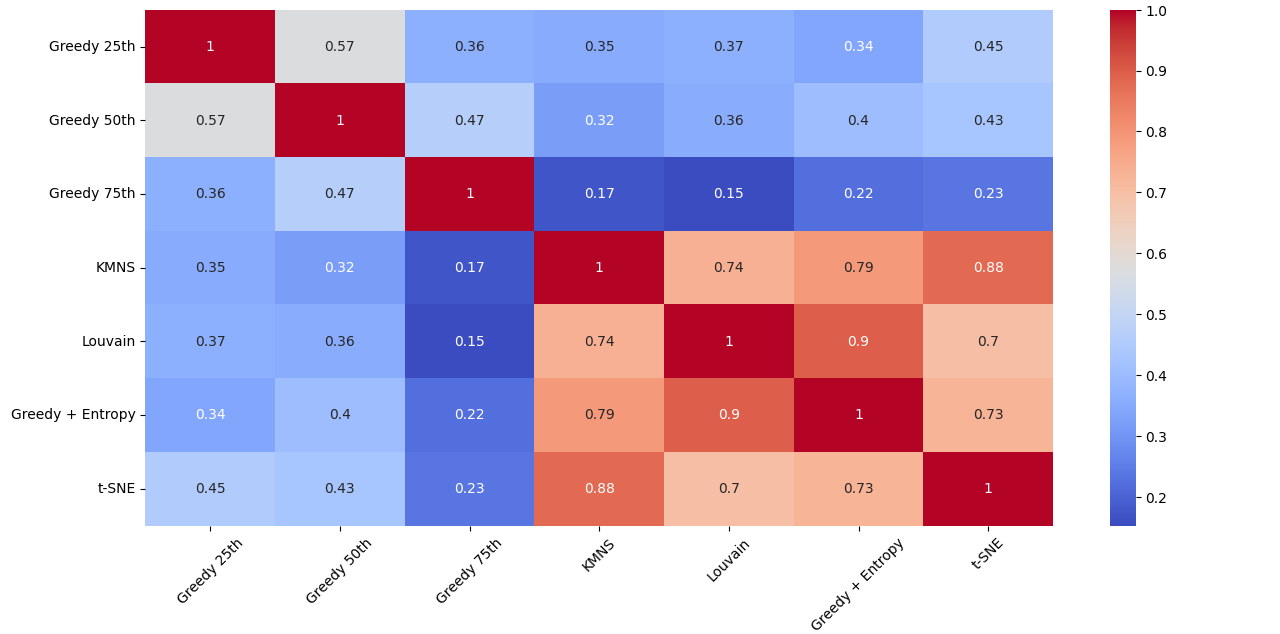 Greedy 25th 1 0.57 0.36 0.35 0.37 0.34 0.45
Greedy 50th 0.57 1 0.47 0.32 0.36 0.4 0.43
Greedy 75th 0.36 0.47 1 0.17 0.15 0.22 0.23
KMNS 0.35 0.32 0.17 1 0.74 0.79 0.88
Louvain 0.37 0.36 0.15 0.74 1 0.9 0.7
Greedy + Entropy 0.34 0.4 0.22 0.79 0.9 1 0.73
t-SNE 0.45 0.43 0.23 0.88 0.7 0.73 1
Greedy 25th Greedy 50th Greedy 75th KMNS Louvain Greedy + Entropy t-SNE
1.0
0.9
0.8
0.7
0.6
0.5
0.4
0.3
0.2